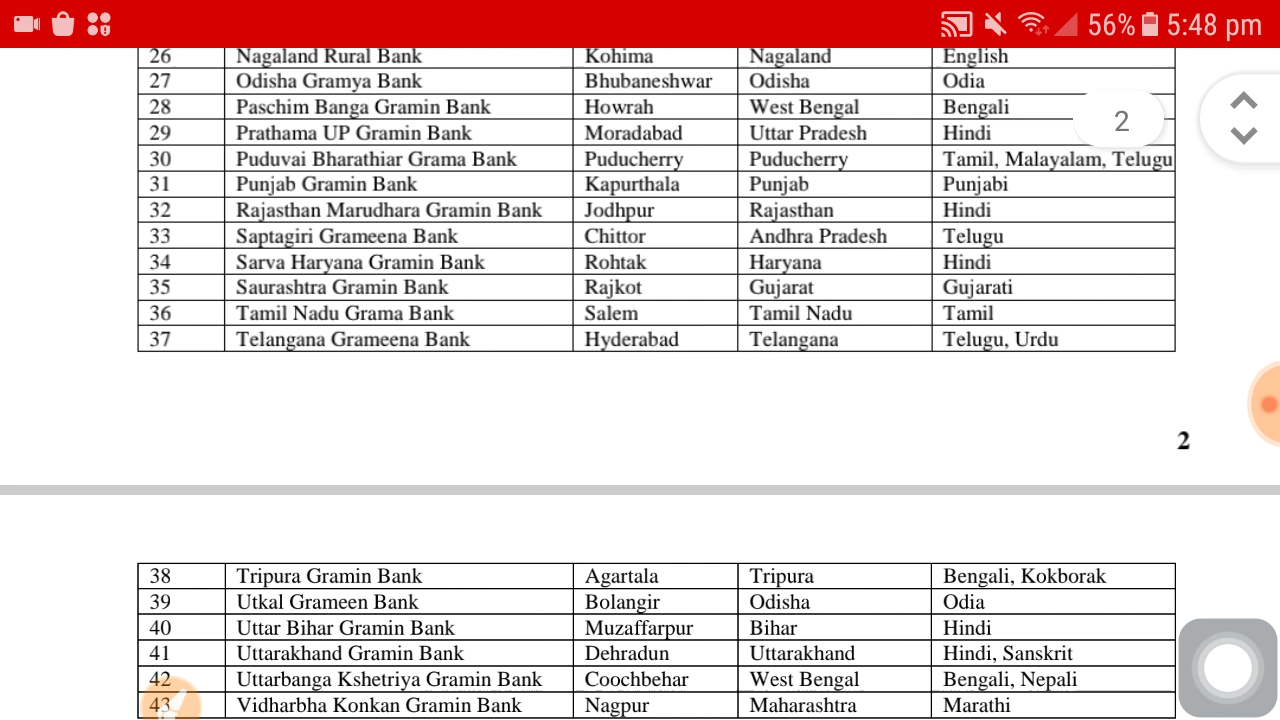 56% 5:48 pm
26 Nagaland Rural Bank Kohima Nagaland English
27 Odisha Gramya Bank Bhubaneshwar Odisha Odia
28 Paschim Banga Gramin Bank Howrah West Bengal Bengali
2
29 Prathama UP Gramin Bank Moradabad Uttar Pradesh Hindi
30 Puduvai Bharathiar Grama Bank Puducherry Puducherry Tamil, Malayalam, Telugu
31 Punjab Gramin Bank Kapurthala Punjab Punjabi
32 Rajasthan Marudhara Gramin Bank Jodhpur Rajasthan Hindi
33 Saptagiri Grameena Bank Chittor Andhra Pradesh Telugu
34 Sarva Haryana Gramin Bank Rohtak Haryana Hindi
35 Saurashtra Gramin Bank Rajkot Gujarat Gujarati
36 Tamil Nadu Grama Bank Salem Tamil Nadu Tamil
37 Telangana Grameena Bank Hyderabad Telangana Telugu, Urdu
2
38 Tripura Gramin Bank Agartala Tripura Bengali, Kokborak
39 Utkal Grameen Bank Bolangir Odisha Odia
40 Uttar Bihar Gramin Bank Muzaffarpur Bihar Hindi
41 Uttarakhand Gramin Bank Dehradun Uttarakhand Hindi, Sanskrit
42 Uttarbanga Kshetriya Gramin Bank Coochbehar West Bengal Bengali, Nepali
43 Vidharbha Konkan Gramin Bank Nagpur Maharashtra Marathi